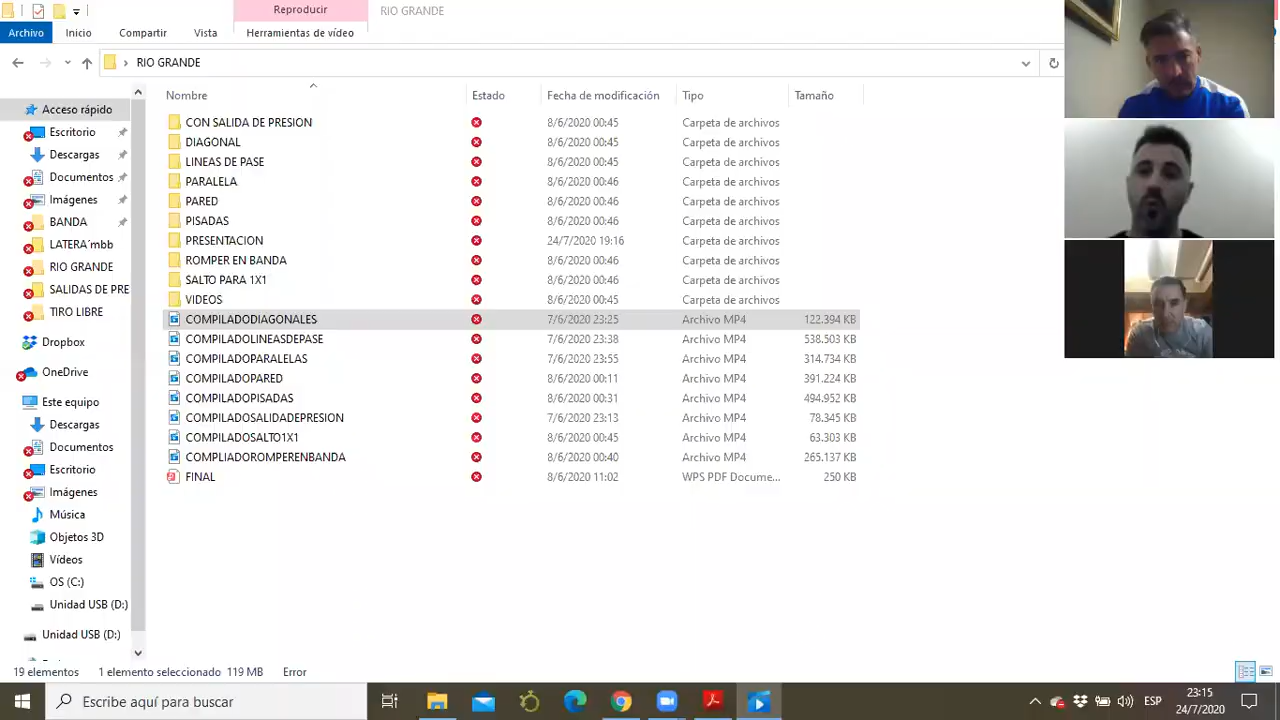 Reproducir
RIO GRANDE
Archivo
Inicio
Compartir
Vista
Herramientas de vídeo
RIO GRANDE
Nombre
Estado
Fecha de modificación
Tipo
Tamaño
Acceso rápido
Escritorio
Descargas
Documentos
Imágenes
BANDA
LATERA´mbb
RIO GRANDE
SALIDAS DE PRE
TIRO LIBRE
Dropbox
OneDrive
Este equipo
Descargas
Documentos
Escritorio
Imágenes
Música
Objetos 3D
Vídeos
OS (C:)
Unidad USB (D:)
Unidad USB (D:)
CON SALIDA DE PRESION 8/6/2020 00:45 Carpeta de archivos
DIAGONAL 8/6/2020 00:45 Carpeta de archivos
LINEAS DE PASE 8/6/2020 00:45 Carpeta de archivos
PARALELA 8/6/2020 00:46 Carpeta de archivos
PARED 8/6/2020 00:46 Carpeta de archivos
PISADAS 8/6/2020 00:46 Carpeta de archivos
PRESENTACION 24/7/2020 19:16 Carpeta de archivos
ROMPER EN BANDA 8/6/2020 00:46 Carpeta de archivos
SALTO PARA 1X1 8/6/2020 00:46 Carpeta de archivos
VIDEOS 8/6/2020 00:45 Carpeta de archivos
COMPILADODIAGONALES 7/6/2020 23:25 Archivo MP4 122.394 KB
COMPILADOLINEASDEPASE 7/6/2020 23:38 Archivo MP4 538.503 KB
COMPILADOPARALELAS 7/6/2020 23:55 Archivo MP4 314.734 KB
COMPILADOPARED 8/6/2020 00:11 Archivo MP4 391.224 KB
COMPILADOPISADAS 8/6/2020 00:31 Archivo MP4 494.952 KB
COMPILADOSALIDADEPRESION 7/6/2020 23:13 Archivo MP4 78.345 KB
COMPILADOSALTO1X1 8/6/2020 00:45 Archivo MP4 63.303 KB
COMPLIADOROMPERENBANDA 8/6/2020 00:40 Archivo MP4 265.137 KB
FINAL 8/6/2020 11:02 WPS PDF Docume... 250 KB
19 elementos 1 elemento seleccionado 119 MB Error
Escribe aquí para buscar
ESP
23:15
24/7/2020